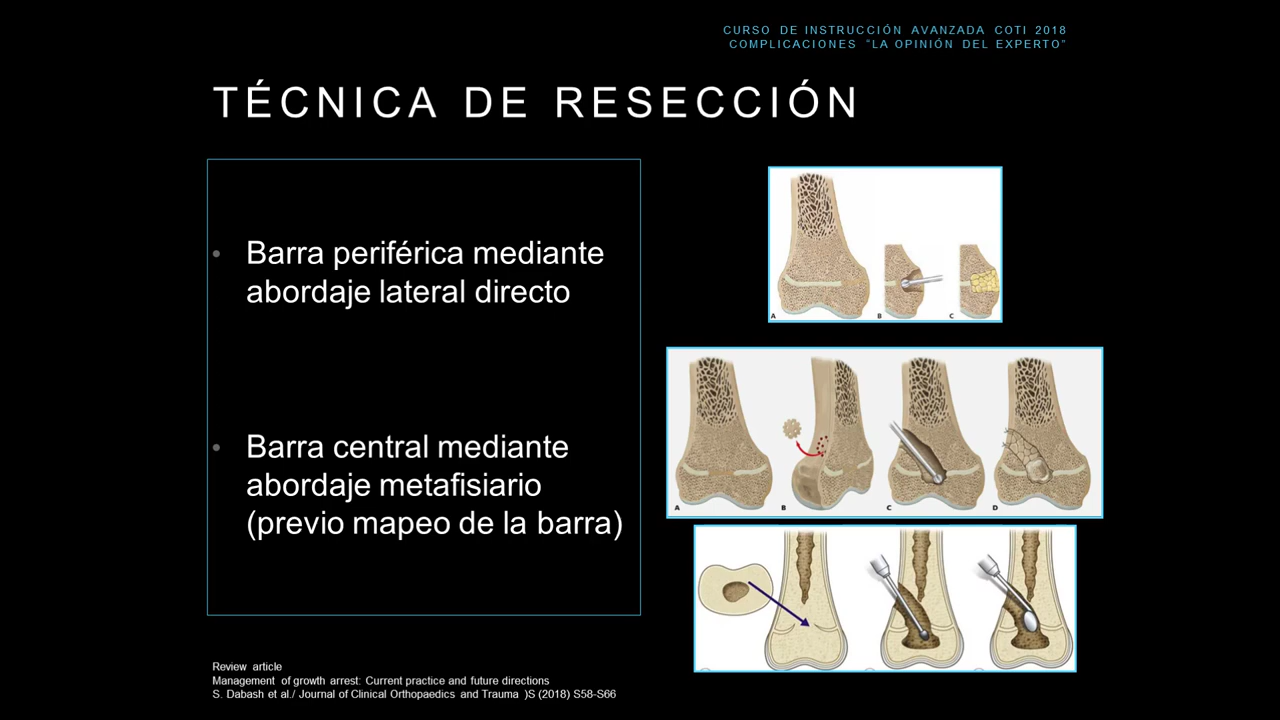 CURSO DE INSTRUCCIÓN AVANZADA COTI 2018
COMPLICACIONES “LA OPINIÓN DEL EXPERTO”
TÉCNICA DE RESECCIÓN
• Barra periférica mediante
abordaje lateral directo
• Barra central mediante
abordaje metafisiario
(previo mapeo de la barra)
A B C
A B C D
Review article
Management of growth arrest: Current practice and future directions
S. Dabash et al./ Journal of Clinical Orthopaedics and Trauma )S (2018) S58-S66